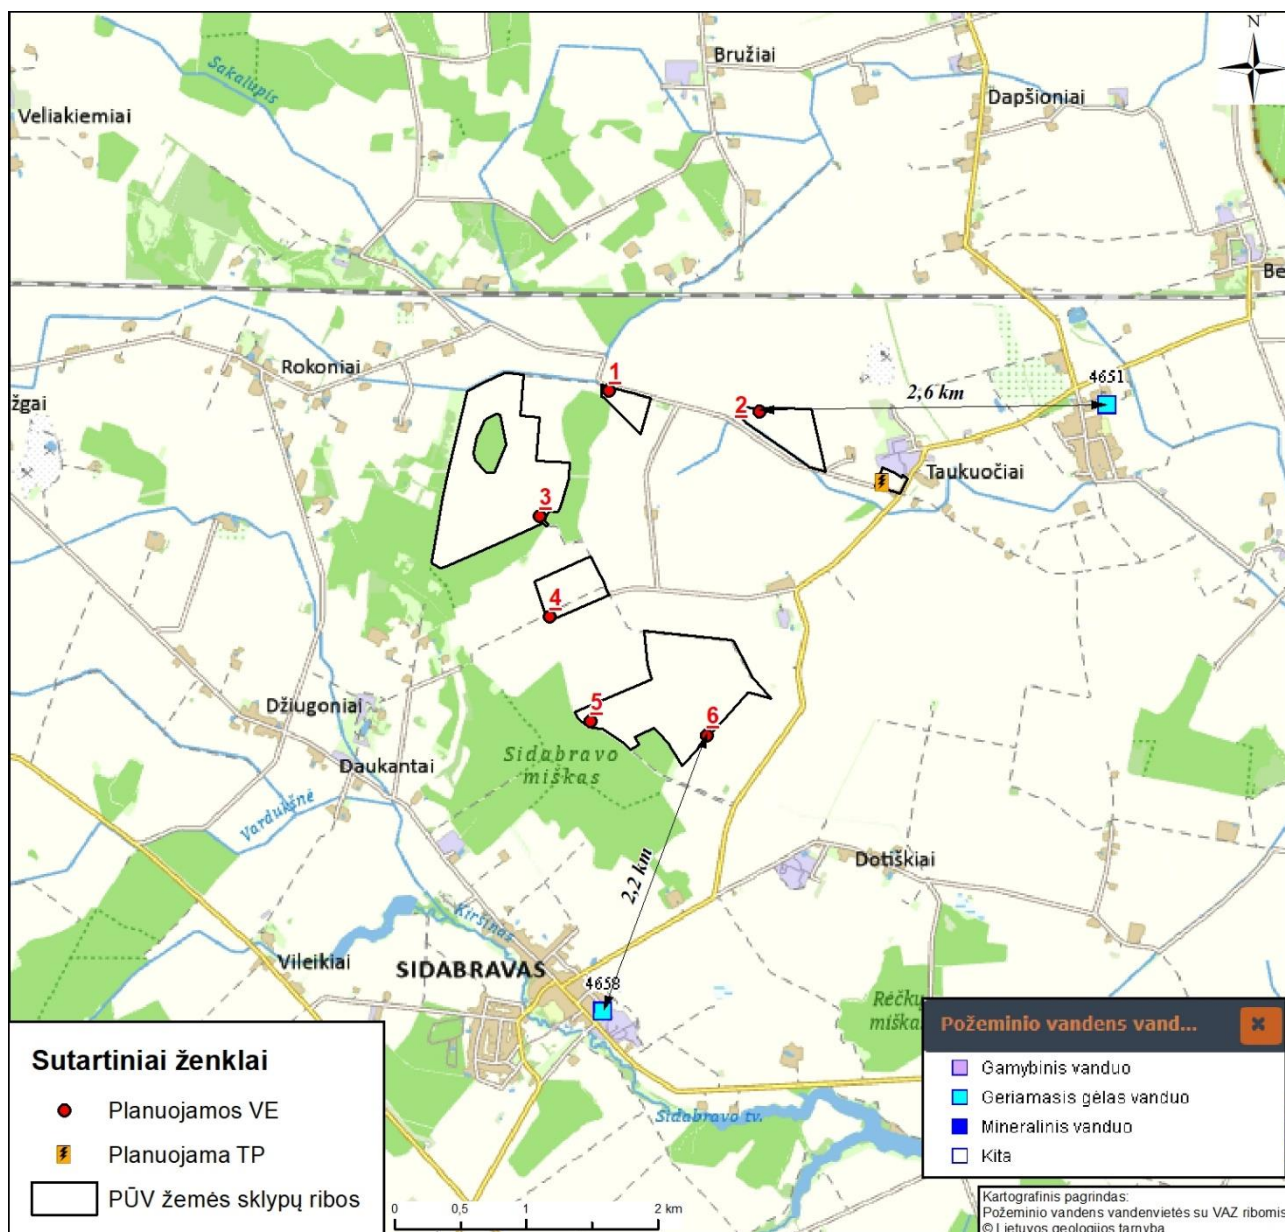 N
Bružiai
Sakalupis
Dapšioniai
Veliakiemiai
Be
Rokoniai
1
4651
2
2,6 km
žgai
Taukuočiai
3
4
Džiugoniai
5
6
Sidabravo
miškas
Daukantai
Vardukšnė
2,2 km
Dotiškiai
Kiršinas
Vileikiai
SIDABRAVAS
4658
Rėčkų
miškas
Sidabravo tv.
Sutartiniai ženklai
Planuojamos VE
Planuojama TP
PŪV žemės sklypų ribos
0 0,5 1 2 km
Požeminio vandens vand...
Gamybinis vanduo
Geriamasis gėlas vanduo
Mineralinis vanduo
Kita
Kartografinis pagrindas:
Požeminio vandens vandenvietės su VAZ ribomis
© Lietuvos geologijos tarnyba